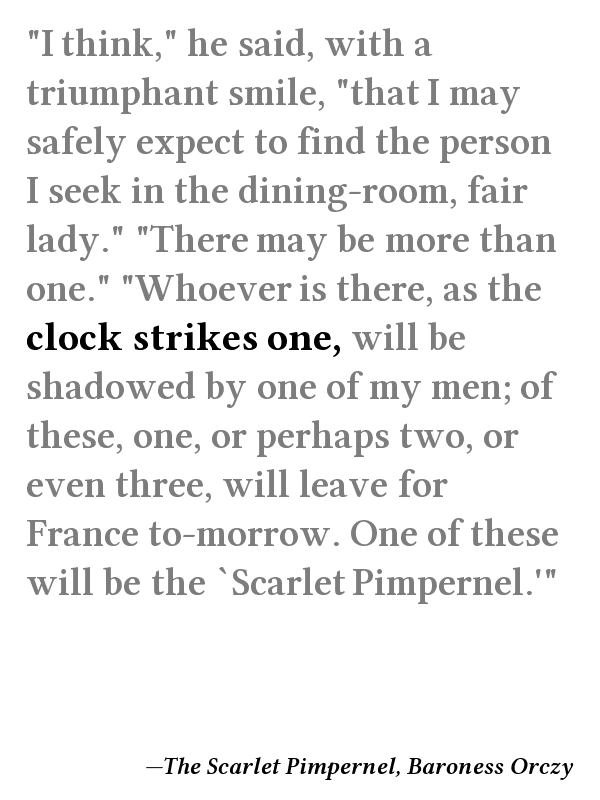 "I think," he said, with a
triumphant smile, "that I may
safely expect to find the person
I seek in the dining-room, fair
lady." "There may be more than
one." "Whoever is there, as the
clock strikes one, will be
shadowed by one of my men; of
these, one, or perhaps two, or
even three, will leave for
France to-morrow. One of these
will be the `Scarlet Pimpernel.'"
—The Scarlet Pimpernel, Baroness Orczy